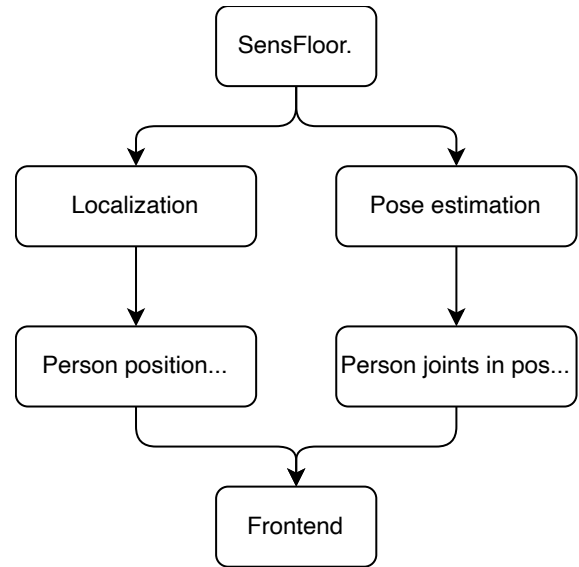 SensFloor.
Localization
Pose estimation
Person position...
Person joints in pos...
Frontend